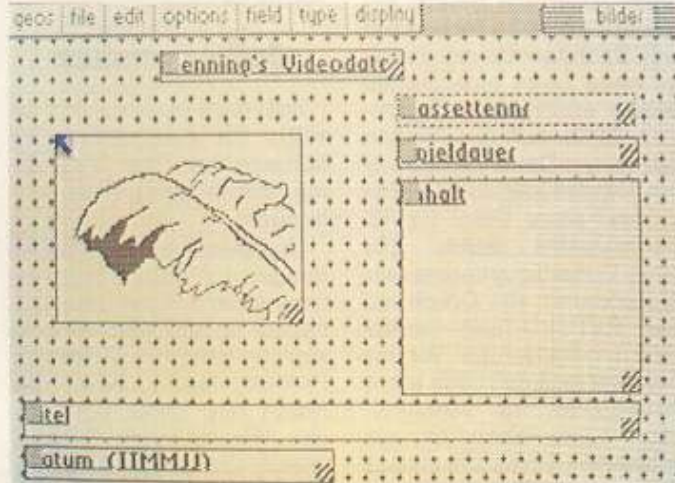 geos file edit options field type display bilder
enning's Videodate
assettennr
pieldauer
nhalt
itel
atum (TTMMJJ)